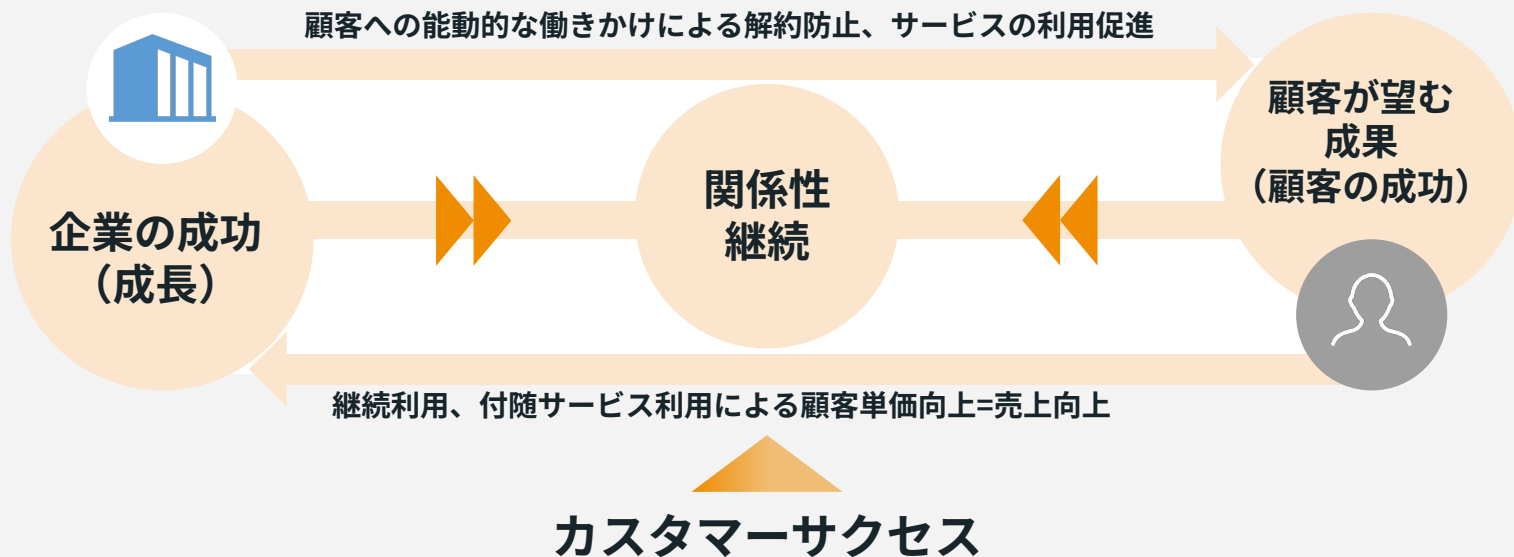 顧客への能動的な働きかけによる解約防止、サービスの利用促進
顧客が望む
成果
（顧客の成功）
関係性
継続
企業の成功
（成長）
継続利用、付随サービス利用による顧客単価向上=売上向上
カスタマーサクセス